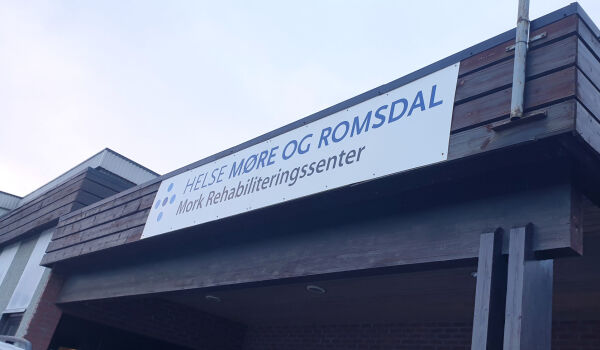 HELSE MØRE OG ROMSDAL
Mork Rehabiliteringssenter